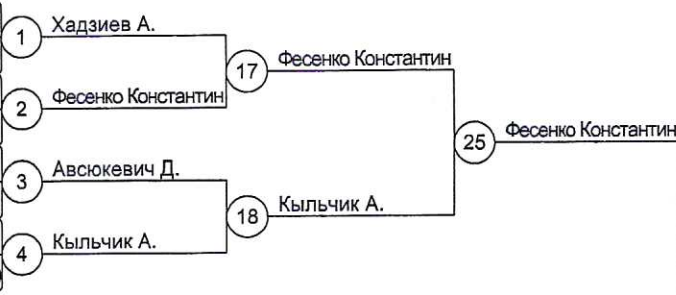 1 Хадзиев А.
17 Фесенко Константин
2 Фесенко Константин
25 Фесенко Константин
3 Авсюкевич Д.
18 Кыльчик А.
4 Кыльчик А.